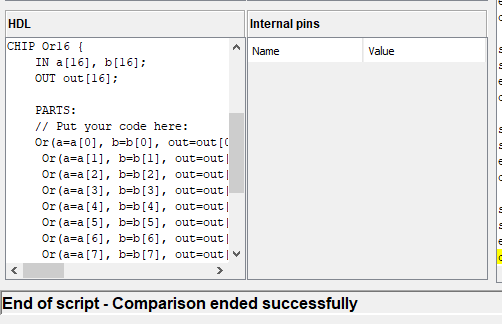 HDL
Internal pins
CHIP Or16 {
IN a[16], b[16];
OUT out[16];
PARTS:
// Put your code here:
Or(a=a[0], b=b[0], out=out[0
Or(a=a[1], b=b[1], out=out[
Or(a=a[2], b=b[2], out=out[
Or(a=a[3], b=b[3], out=out[
Or(a=a[4], b=b[4], out=out[
Or(a=a[5], b=b[5], out=out[
Or(a=a[6], b=b[6], out=out[
Or(a=a[7], b=b[7], out=out[
Name Value
End of script - Comparison ended successfully